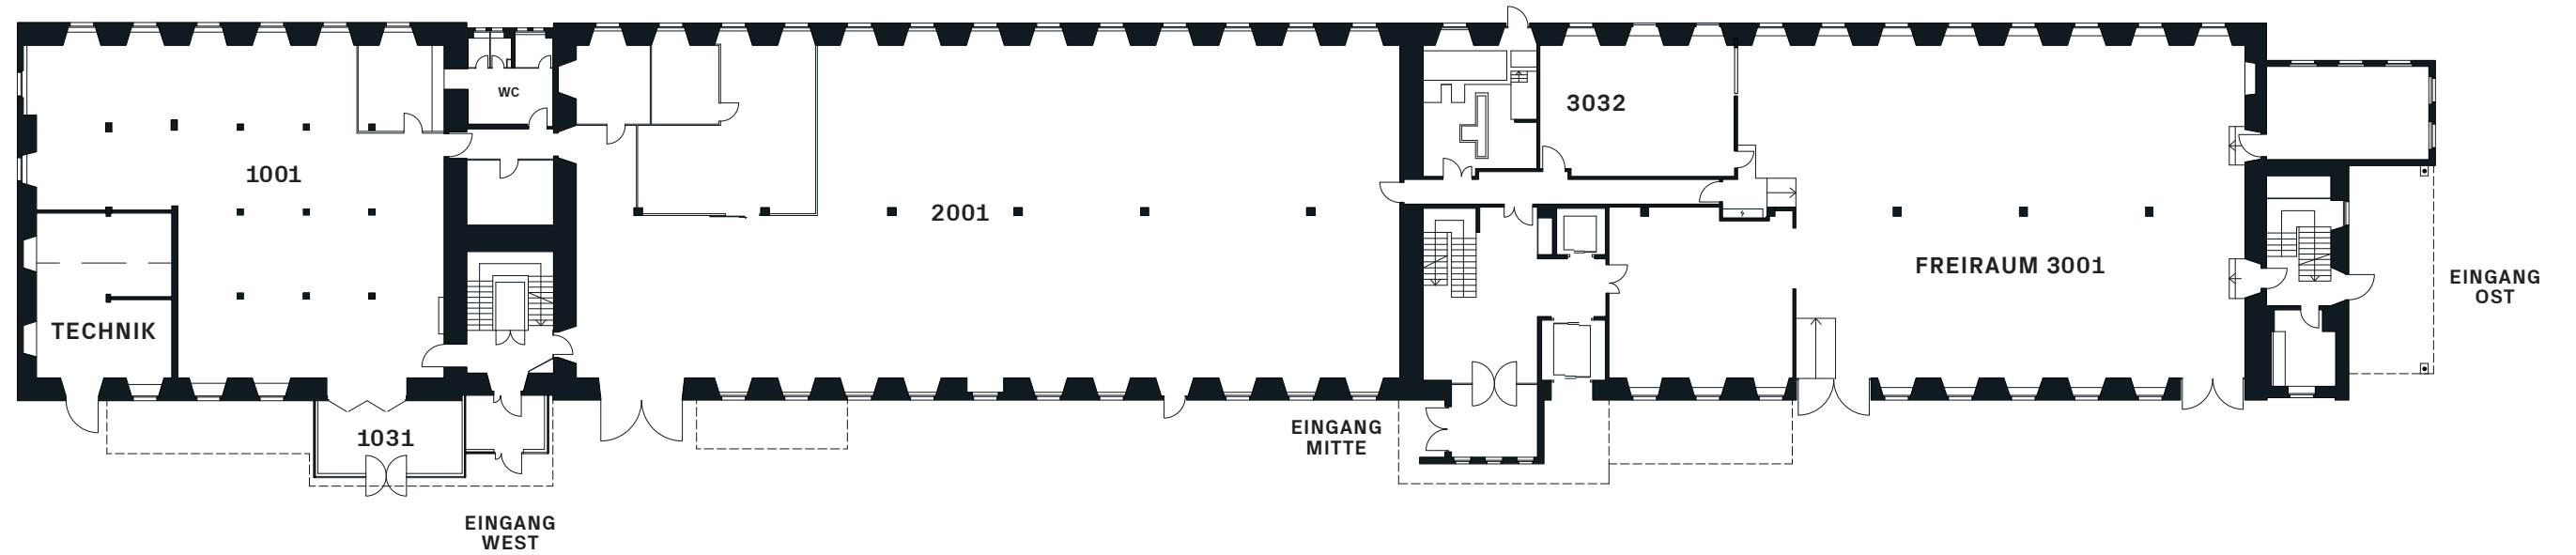 WC
3032
1001
2001
FREIRAUM 3001
EINGANG
OST
TECHNIK
1031
EINGANG
MITTE
EINGANG
WEST